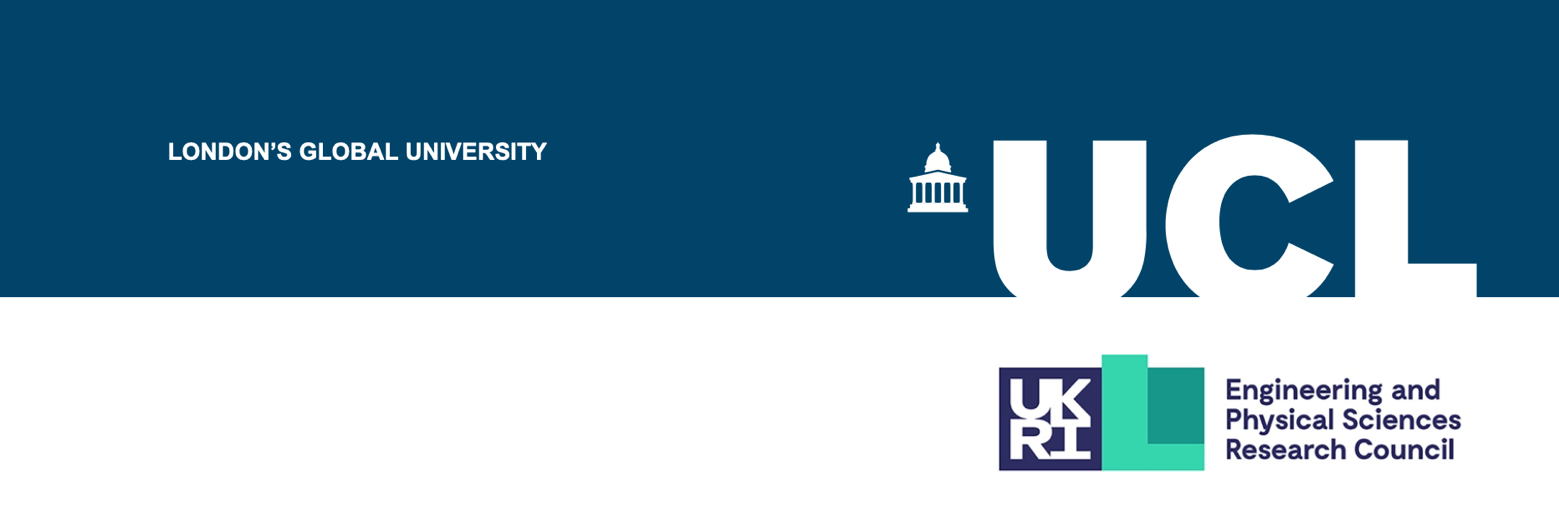 LONDON’S GLOBAL UNIVERSITY
UCL
UK
RI
Engineering and
Physical Sciences
Research Council